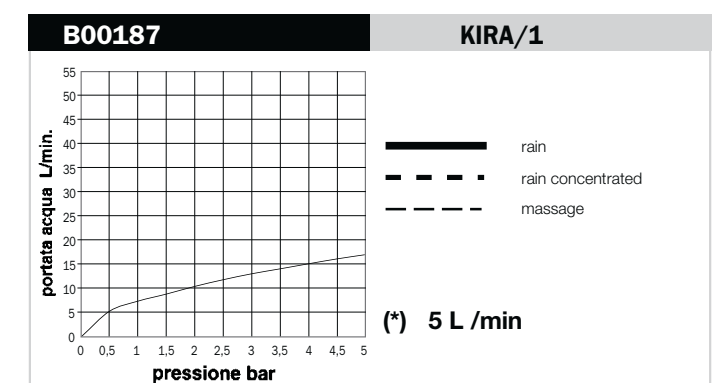 B00187 KIRA/1
portata acqua L/min.
55
50
45
40
35
30
25
20
15
10
5
0
0 0,5 1 1,5 2 2,5 3 3,5 4 4,5 5
pressione bar
rain
rain concentrated
massage
(*) 5 L /min